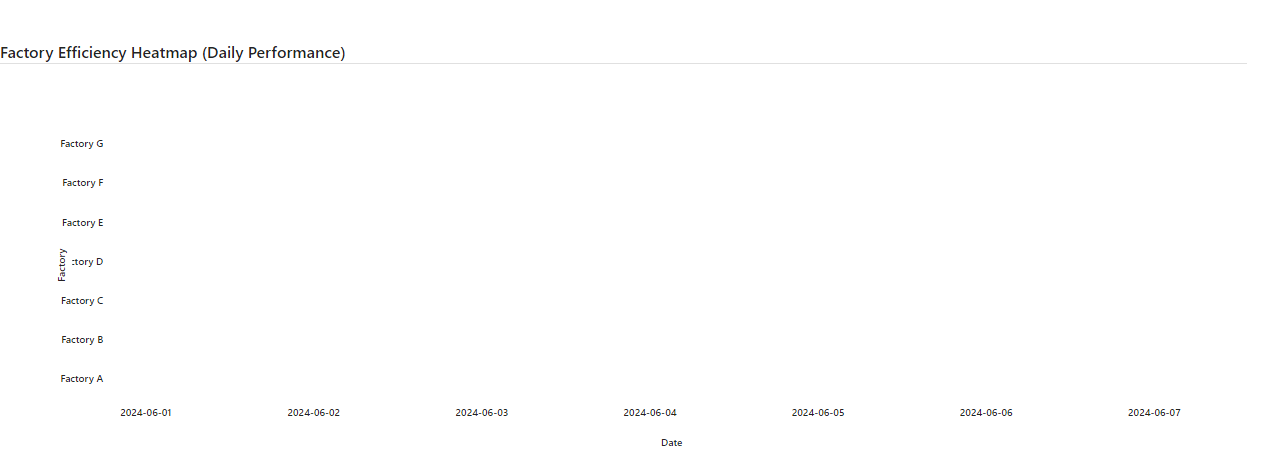 Factory Efficiency Heatmap (Daily Performance)
Factory G
Factory F
Factory E
Factory
tory D
Factory C
Factory B
Factory A
2024-06-01 2024-06-02 2024-06-03 2024-06-04 2024-06-05 2024-06-06 2024-06-07
Date